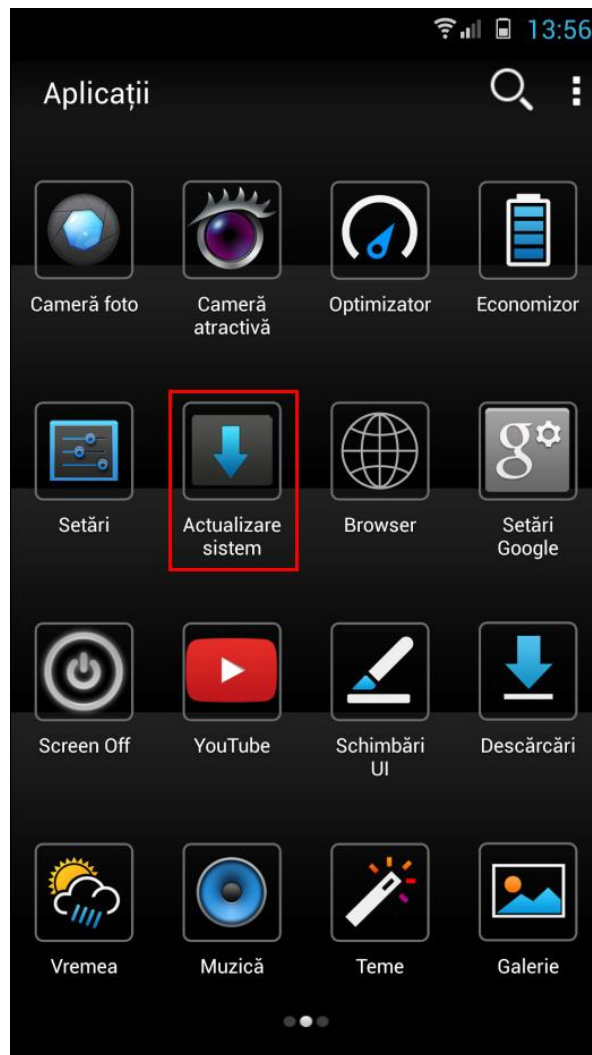 13:56
Aplicații
Cameră foto
Cameră
atractivă
Optimizator
Economizor
Setări
Actualizare
sistem
Browser
Setări
Google
Screen Off
YouTube
Schimbări
UI
Descărcări
Vremea
Muzică
Teme
Galerie